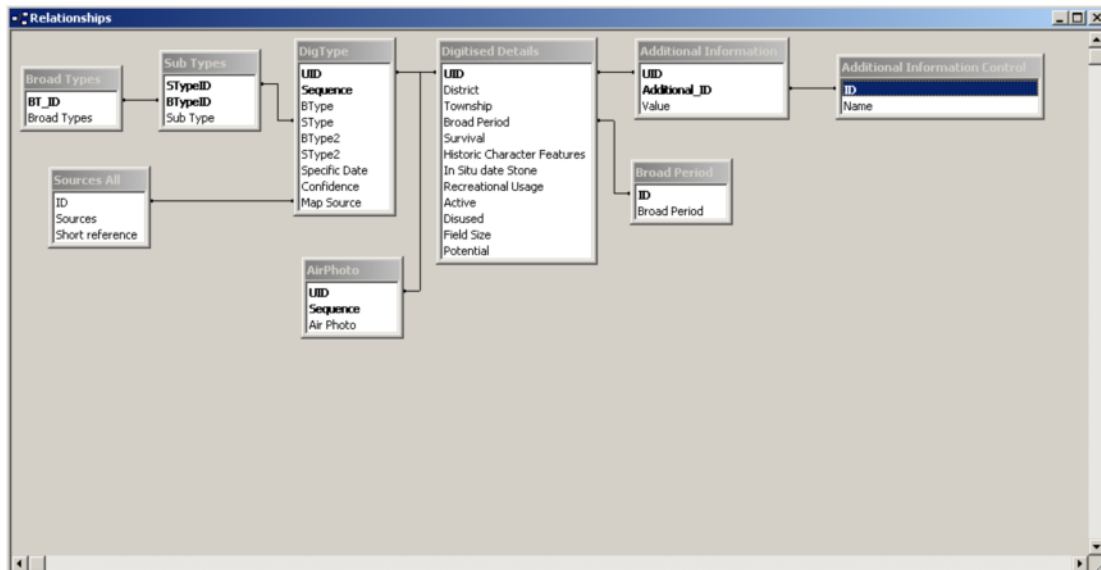 Relationships
Broad Types
BT_ID
Broad Types
Sub Types
STypeID
BTypeID
Sub Type
DigType
UID
Sequence
BType
SType
BType2
SType2
Specific Date
Confidence
Map Source
Digitised Details
UID
District
Township
Broad Period
Survival
Historic Character Features
In Situ date Stone
Recreational Usage
Active
Disused
Field Size
Potential
Additional Information
UID
Additional_ID
Value
Additional Information Control
ID
Name
Sources All
ID
Sources
Short reference
Broad Period
ID
Broad Period
AirPhoto
UID
Sequence
Air Photo